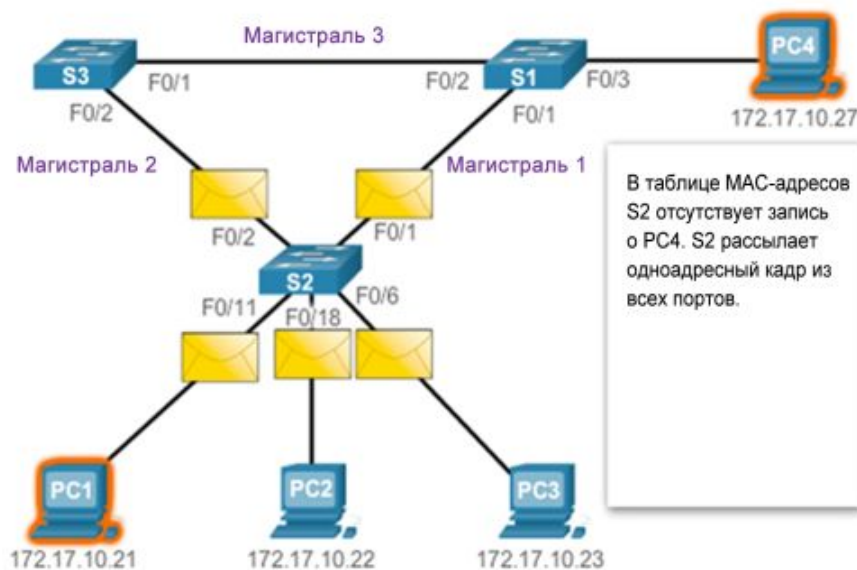 Магистраль 3
PC4
S3
S1
F0/1
F0/2
F0/3
F0/2
F0/1
172.17.10.27
Магистраль 2
Магистраль 1
В таблице MAC-адресов
S2 отсутствует запись
о PC4. S2 рассылает
одноадресный кадр из
всех портов.
F0/2
F0/1
S2
F0/11
F0/18
F0/6
PC1
PC2
PC3
172.17.10.21
172.17.10.22
172.17.10.23